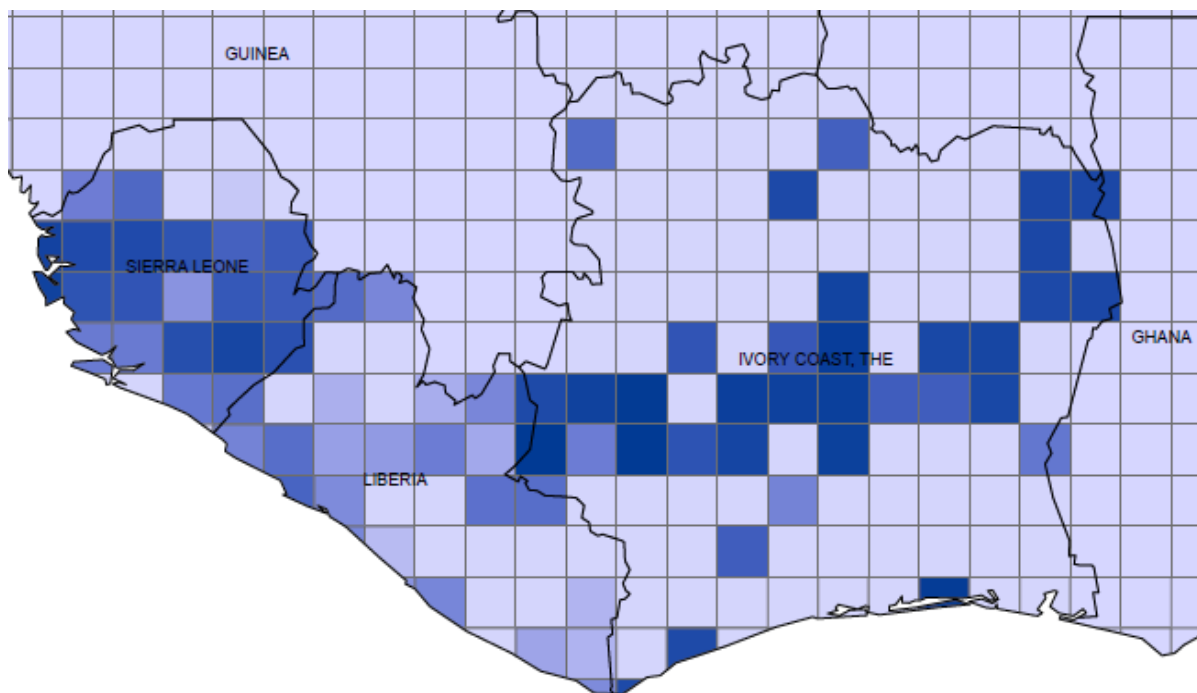 GUINEA
SIERRA LEONE
GHANA
IVORY COAST, THE
LIBERIA